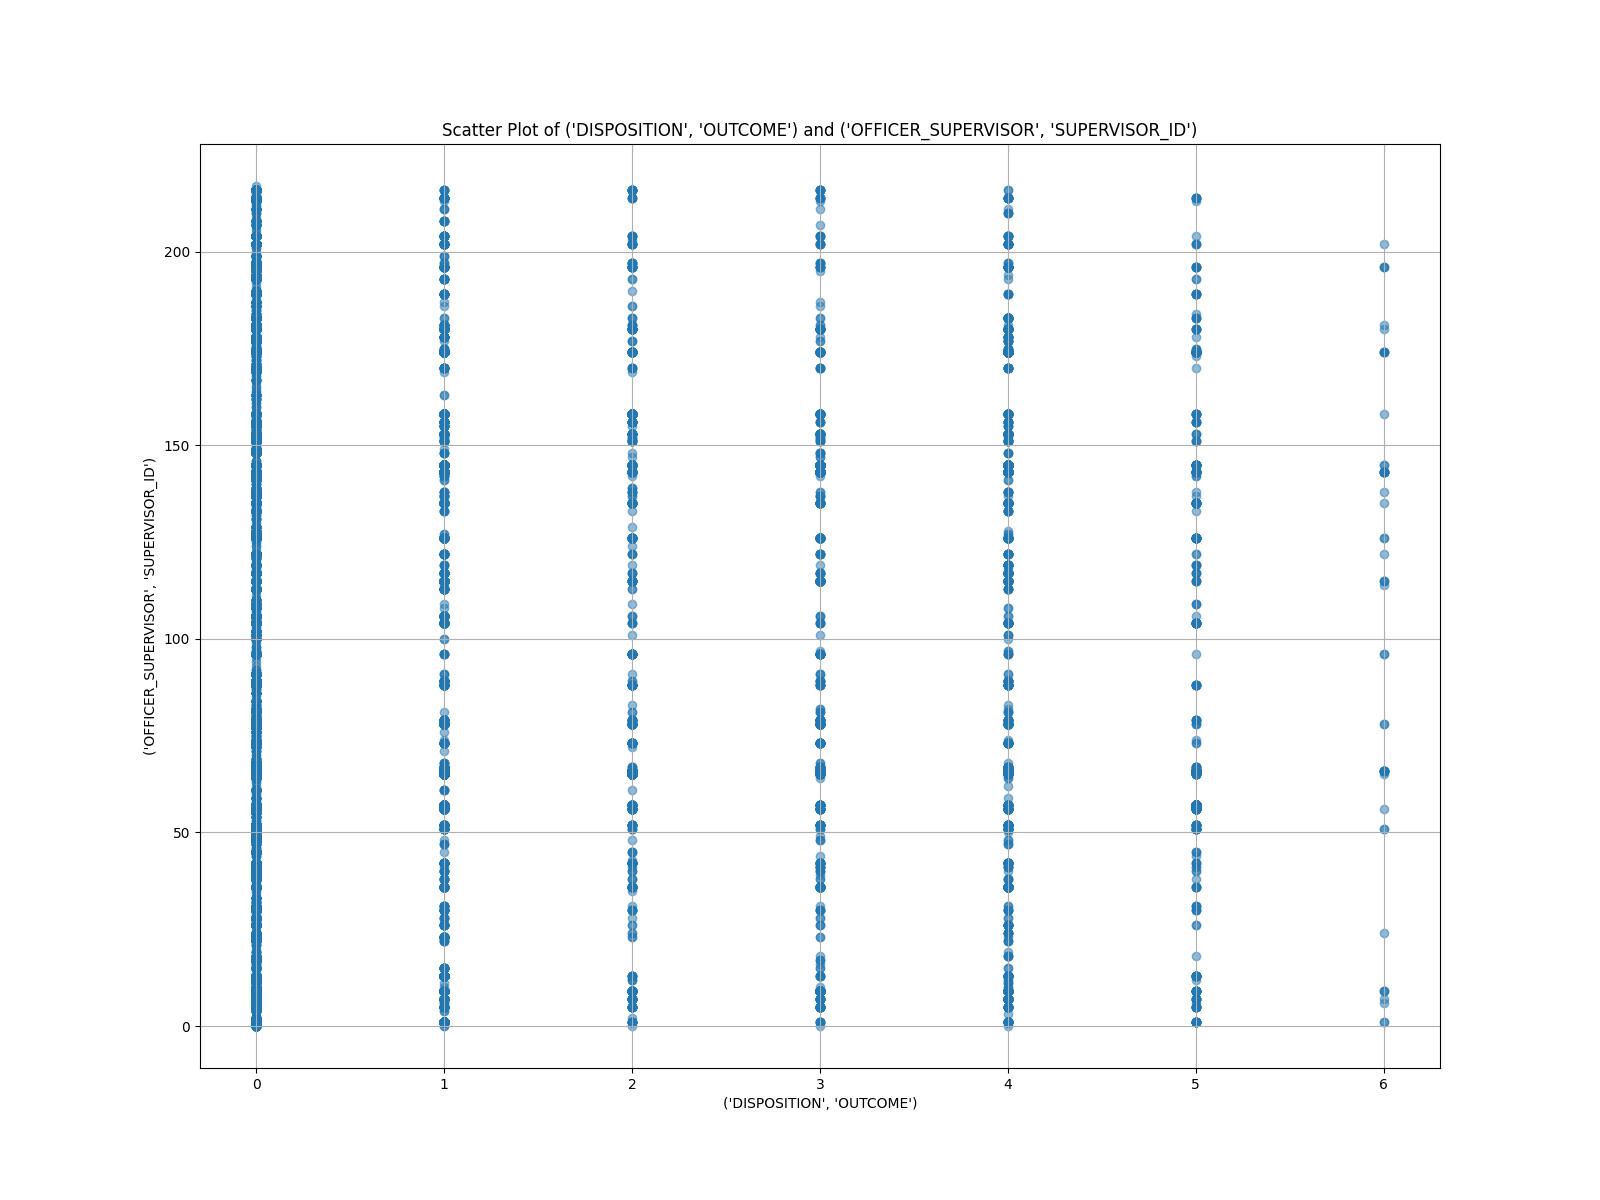 Scatter Plot of ('DISPOSITION', 'OUTCOME') and ('OFFICER_SUPERVISOR', 'SUPERVISOR_ID')
('OFFICER_SUPERVISOR', 'SUPERVISOR_ID')
200
150
100
50
0
0 1 2 3 4 5 6
('DISPOSITION', 'OUTCOME')